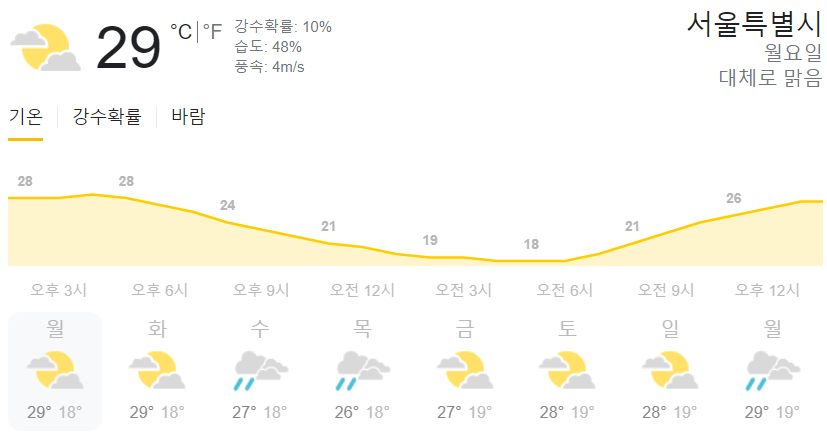 29 °C | °F
강수확률: 10%
습도: 48%
풍속: 4m/s
서울특별시
월요일
대체로 맑음
기온 강수확률 바람
28 28 24 21 19 18 21 26
오후 3시 오후 6시 오후 9시 오전 12시 오전 3시 오전 6시 오전 9시 오후 12시
월 화 수 목 금 토 일 월
29° 18° 29° 18° 27° 18° 26° 18° 27° 19° 28° 19° 28° 19° 29° 19°